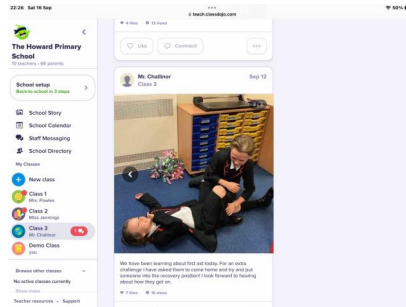 22:26 Sat 16 Sep
teach.classdojo.com
50%
The Howard Primary
School
10 teachers • 66 parents
School setup
Back-to-school in 3 steps
School Story
School Calendar
Staff Messaging
School Directory
My Classes
New class
Class 1
Mrs. Powles
Class 2
Miss Jennings
Class 3
Mr. Challinor
1
Demo Class
you
Browse other classes
No active classes currently
Show more
Teacher resources • Support
4 likes 13 views
Like
Comment
Mr. Challinor
Sep 12
Class 3
We have been learning about first aid today. For an extra
challenge I have asked them to come home and try and put
someone into the recovery position! I look forward to hearing
about how they get on.
7 likes 16 views